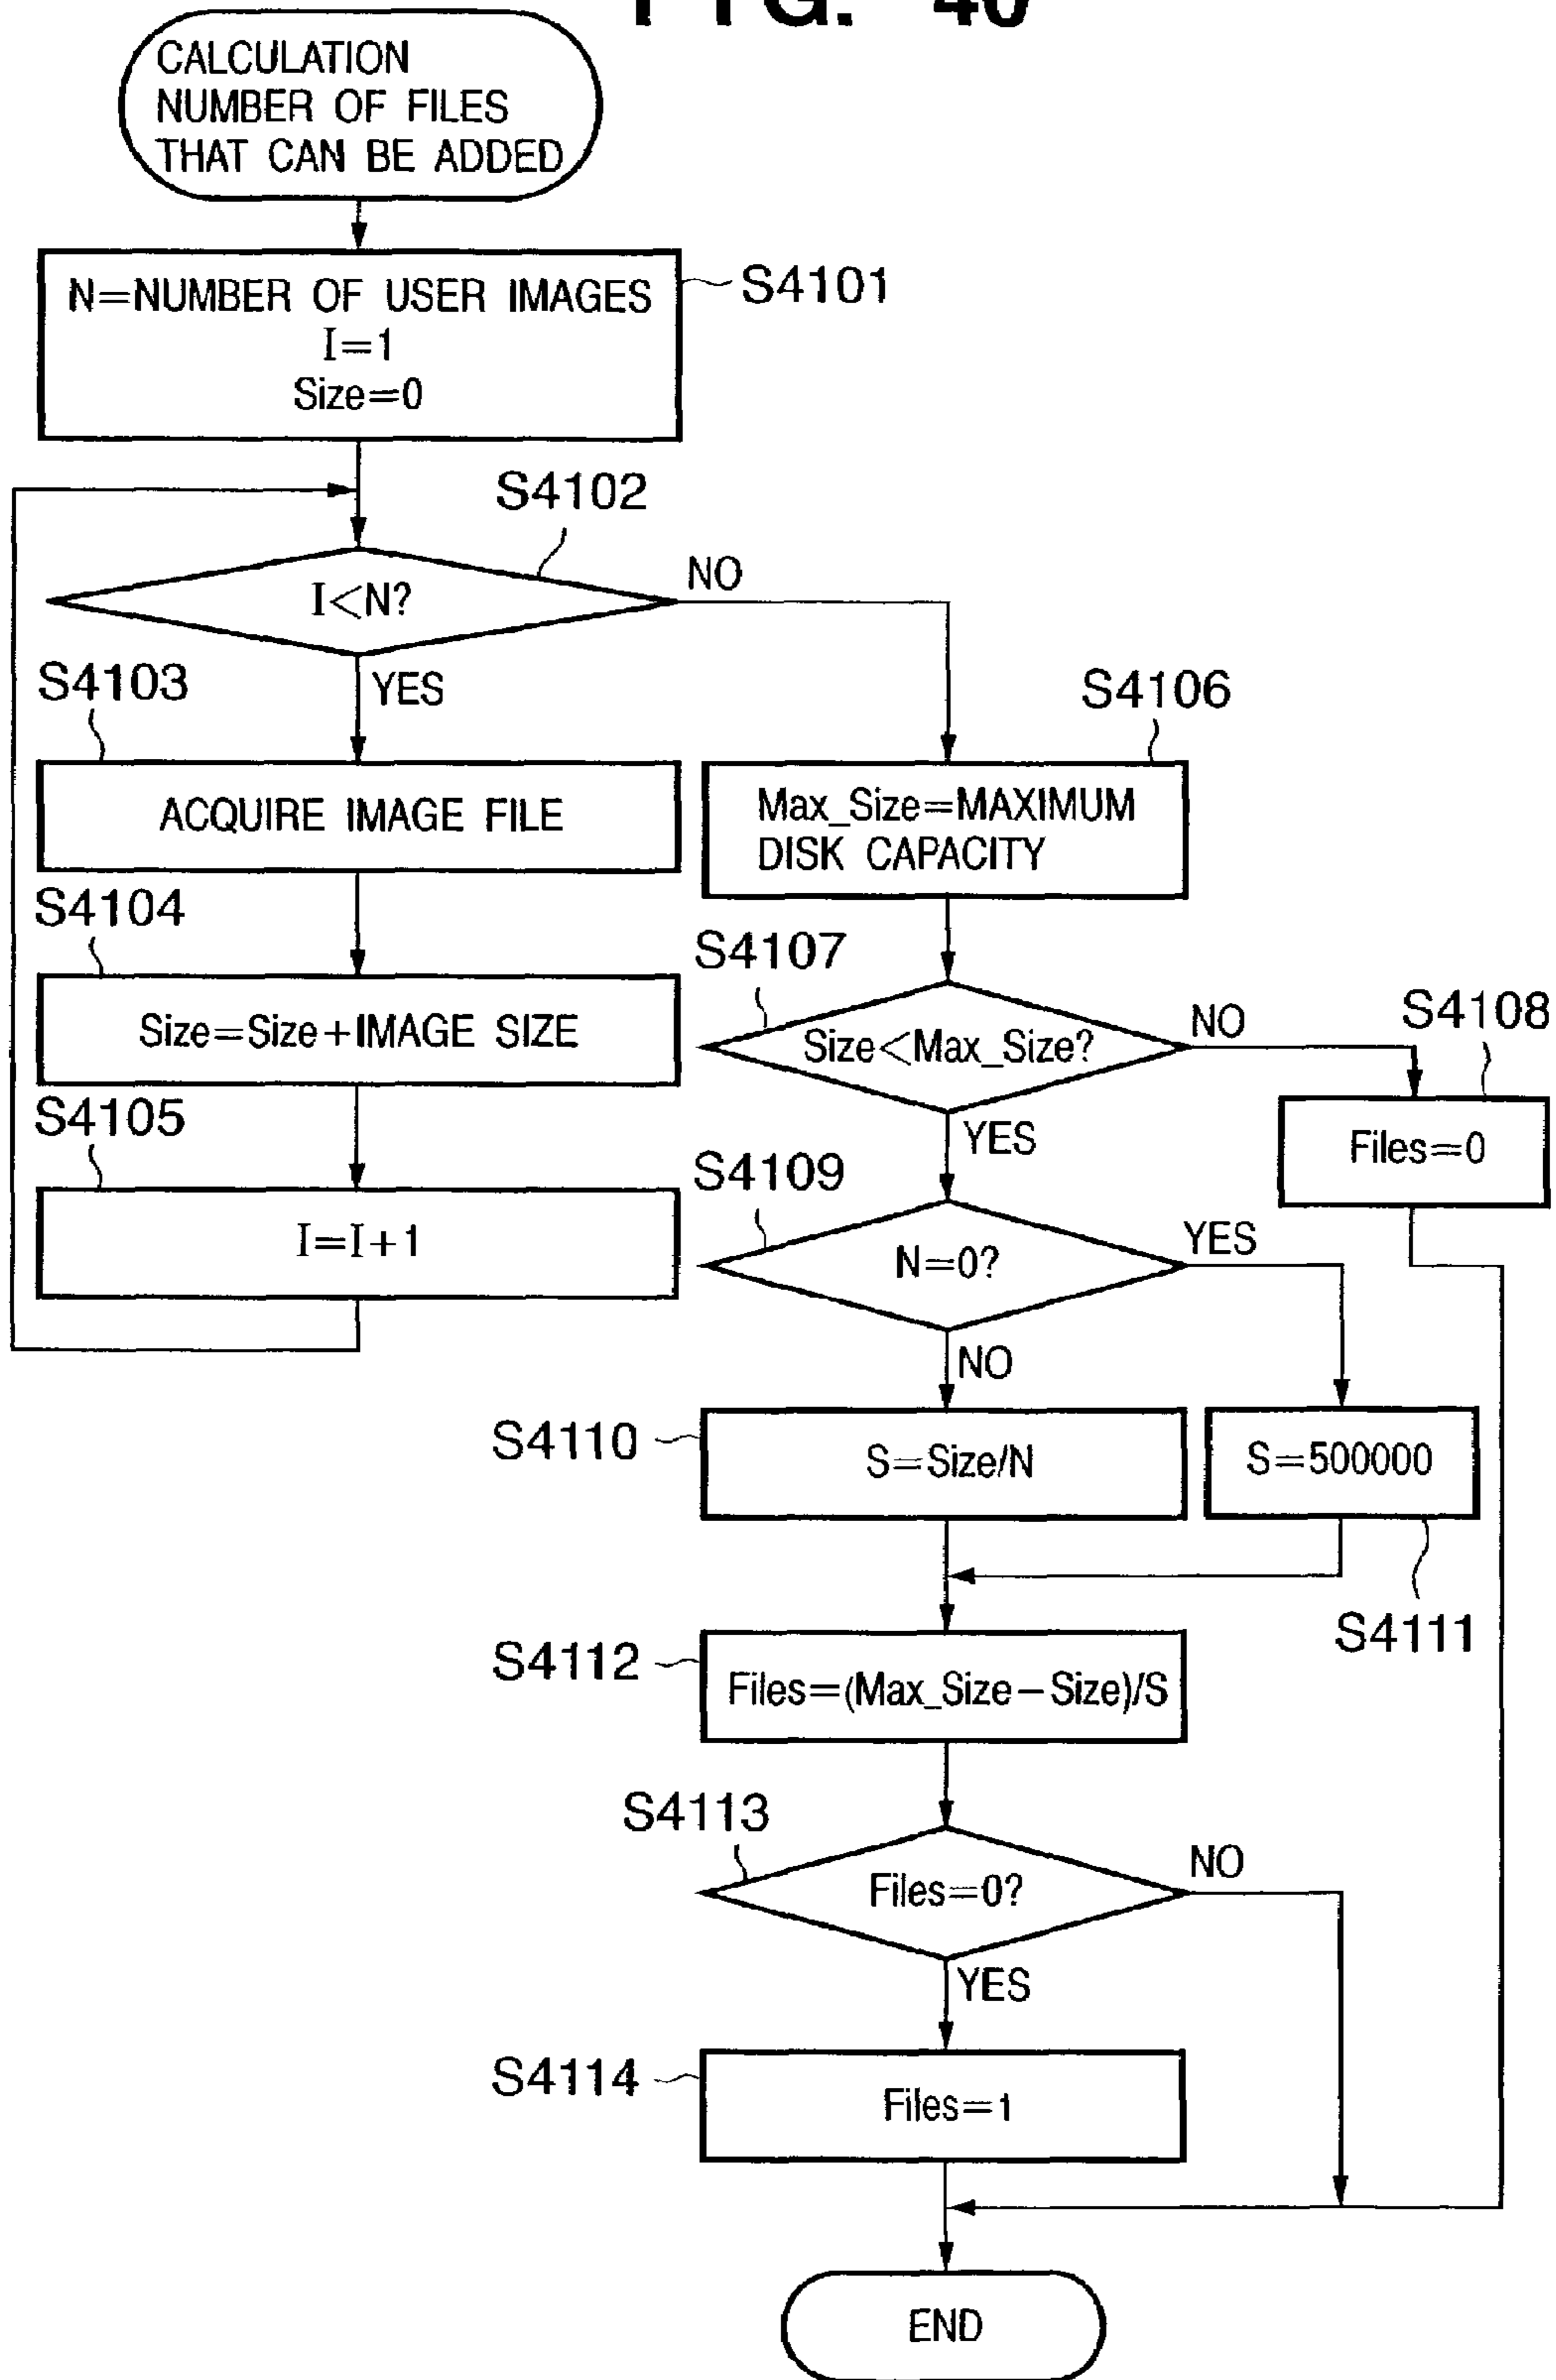 FIG. 40
CALCULATION
NUMBER OF FILES
THAT CAN BE ADDED
N=NUMBER OF USER IMAGES
I=1
Size=0
S4101
S4102
I<N?
NO
YES
S4103
ACQUIRE IMAGE FILE
S4104
Size=Size+IMAGE SIZE
S4105
I=I+1
S4106
Max_Size=MAXIMUM
DISK CAPACITY
S4107
Size<Max_Size?
NO
YES
S4108
Files=0
S4109
N=0?
YES
NO
S4110
S=Size/N
S=500000
S4111
S4112
Files=(Max_Size-Size)/S
S4113
Files=0?
NO
YES
S4114
Files=1
END